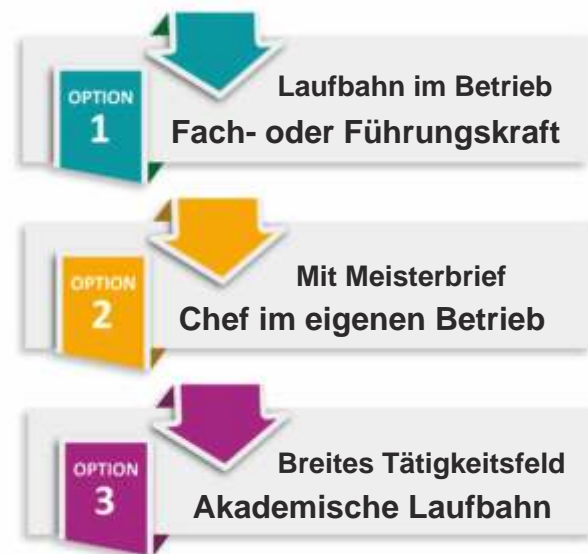 OPTION
1
Laufbahn im Betrieb
Fach- oder Führungskraft
OPTION
2
Mit Meisterbrief
Chef im eigenen Betrieb
OPTION
3
Breites Tätigkeitsfeld
Akademische Laufbahn